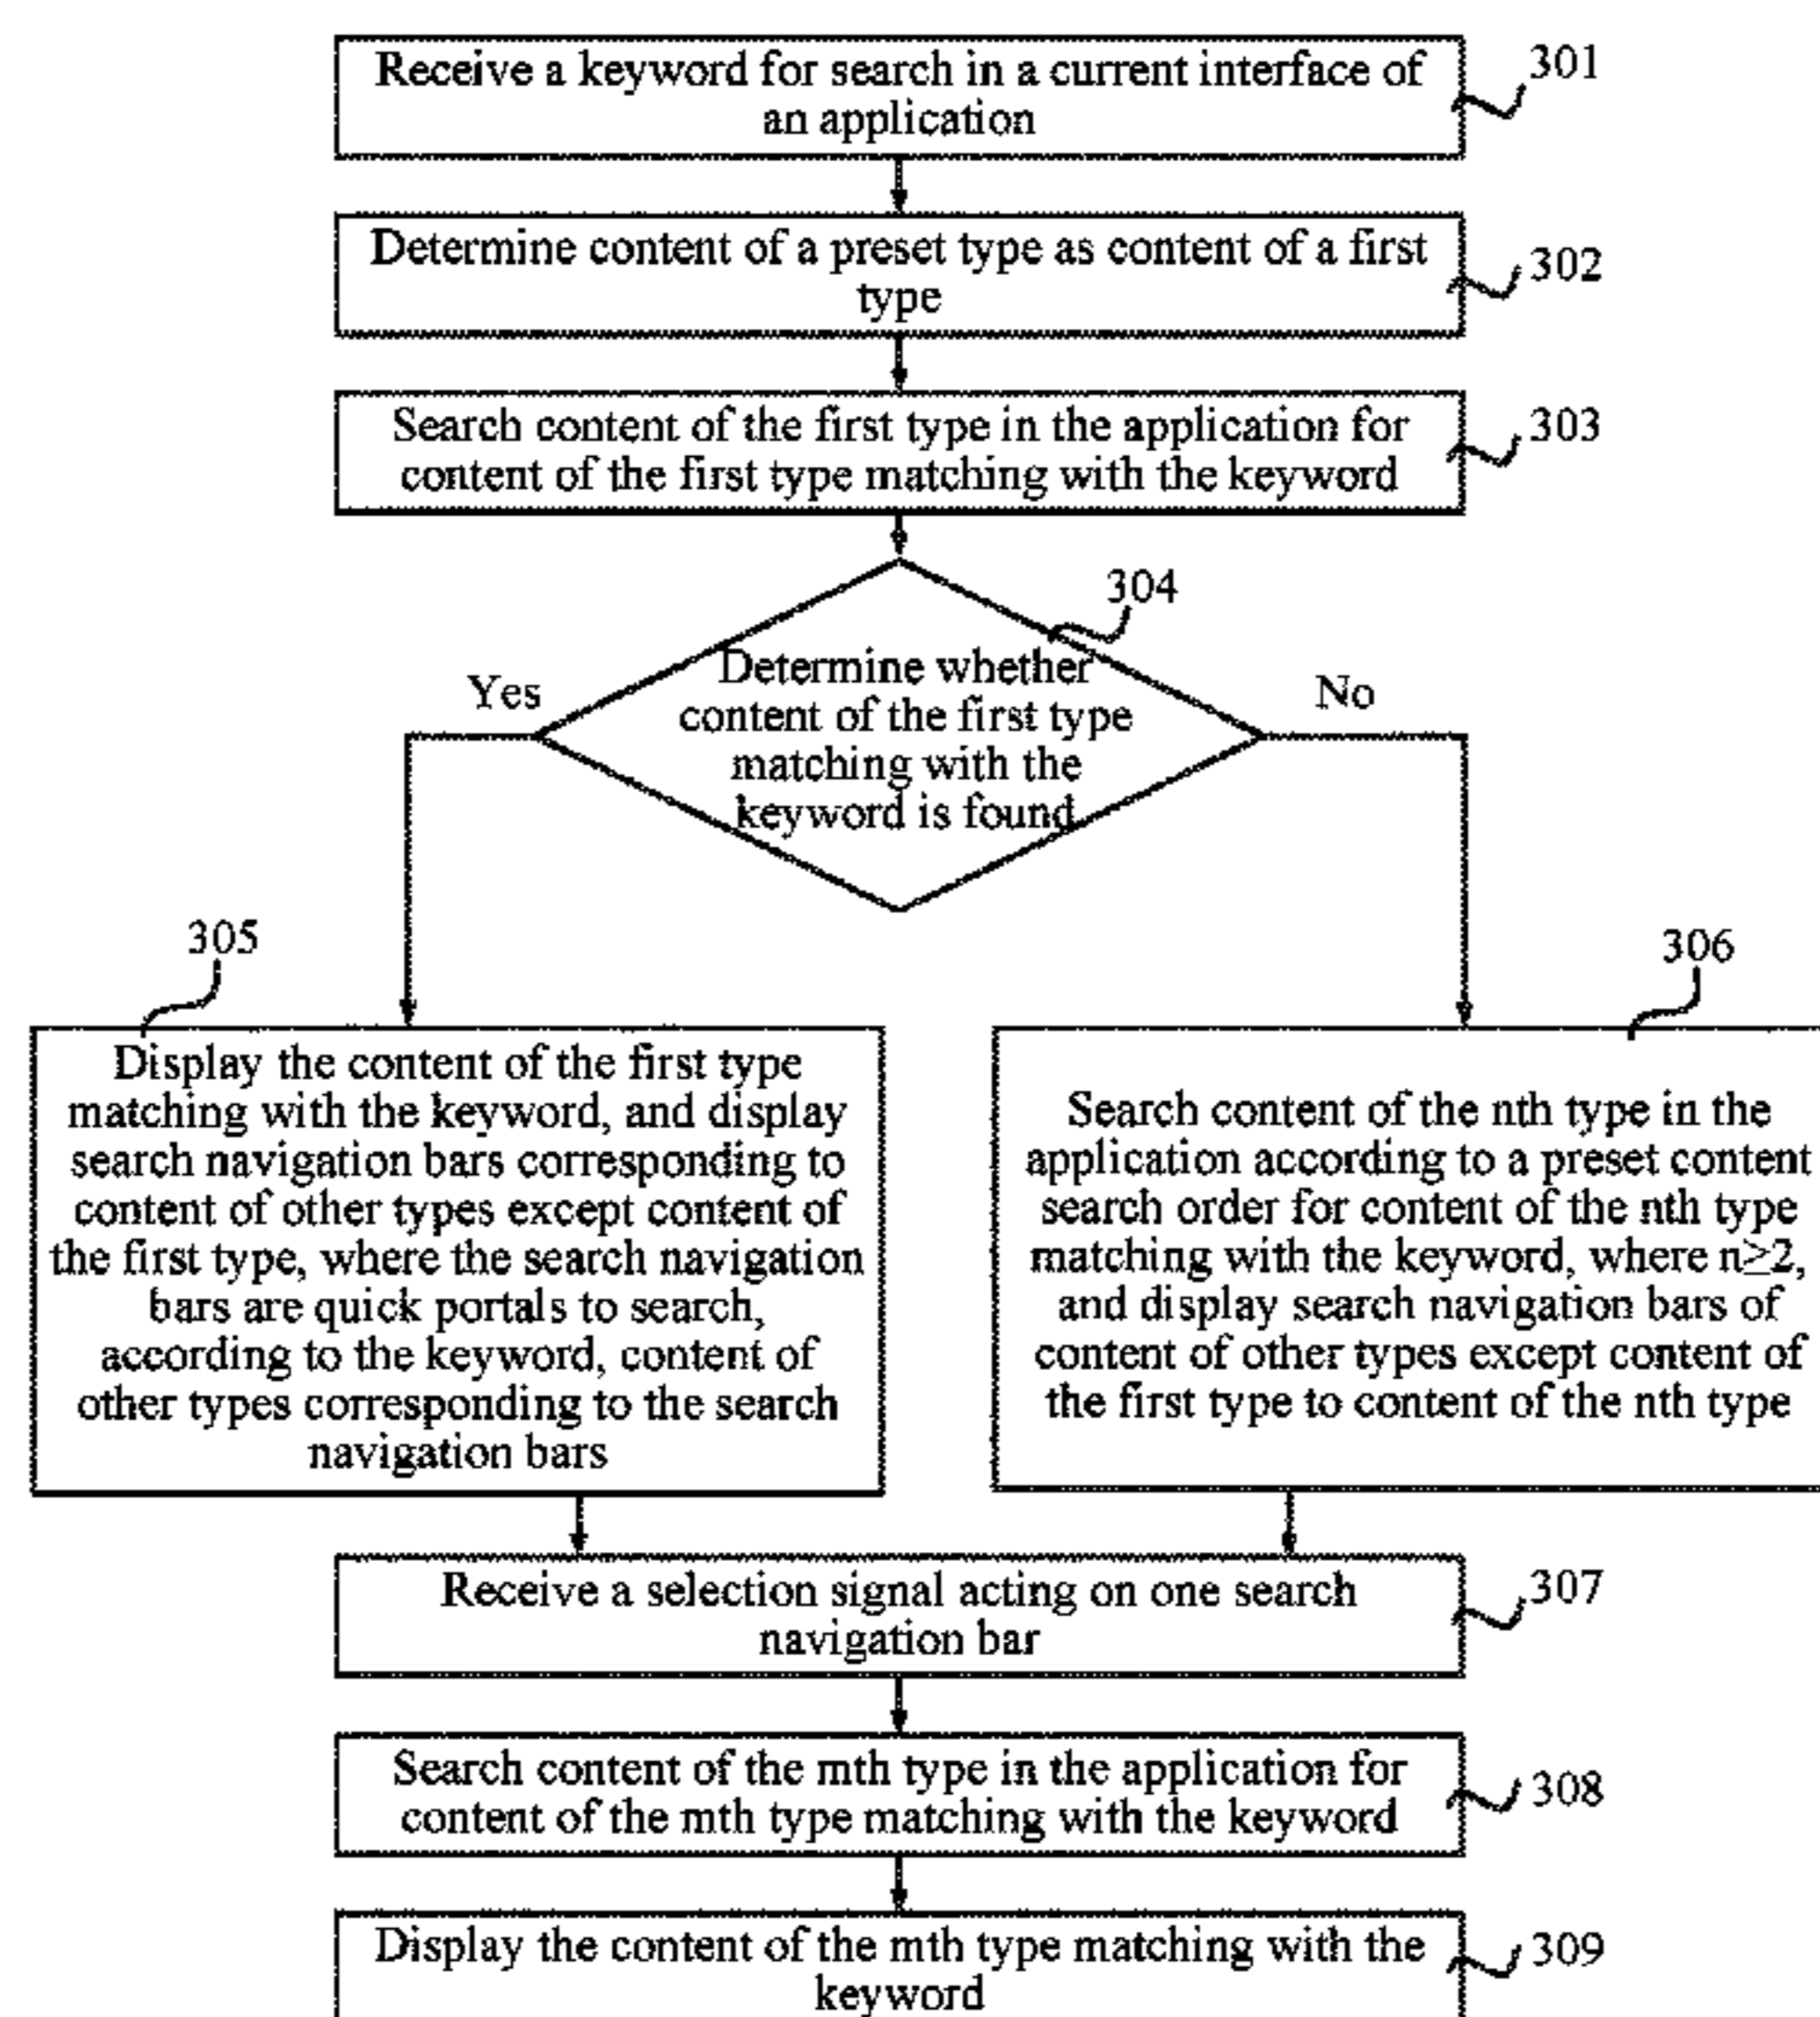 Receive a keyword for search in a current interface of
an application
301
Determine content of a preset type as content of a first
type
302
Search content of the first type in the application for
content of the first type matching with the keyword
303
304
Determine whether
content of the first type
matching with the
keyword is found
Yes
No
305
Display the content of the first type
matching with the keyword, and display
search navigation bars corresponding to
content of other types except content of
the first type, where the search navigation
bars are quick portals to search,
according to the keyword, content of
other types corresponding to the search
navigation bars
306
Search content of the nth type in the
application according to a preset content
search order for content of the nth type
matching with the keyword, where n≥2,
and display search navigation bars of
content of other types except content of
the first type to content of the nth type
Receive a selection signal acting on one search
navigation bar
307
Search content of the mth type in the application for
content of the mth type matching with the keyword
308
Display the content of the mth type matching with the
keyword
309